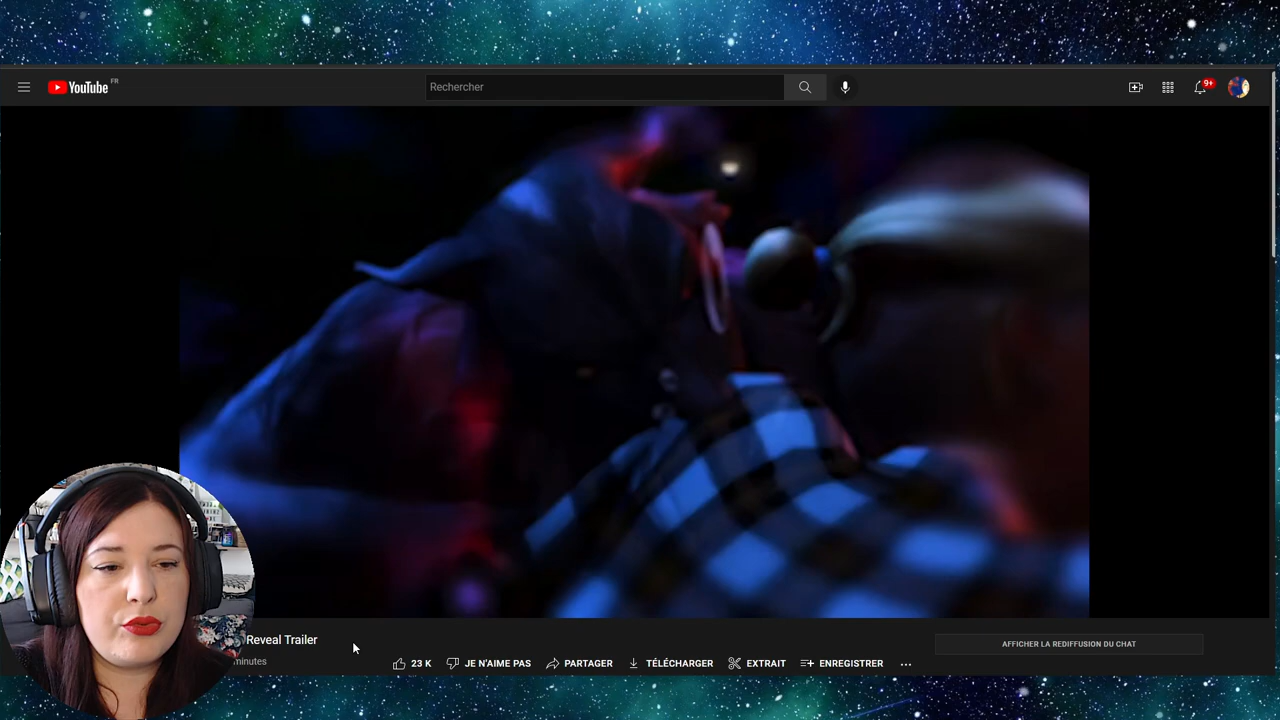 YouTube FR
Rechercher
9+
Reveal Trailer
minutes
23 K
JE N'AIME PAS
PARTAGER
TÉLÉCHARGER
EXTRAIT
ENREGISTRER
AFFICHER LA REDIFFUSION DU CHAT